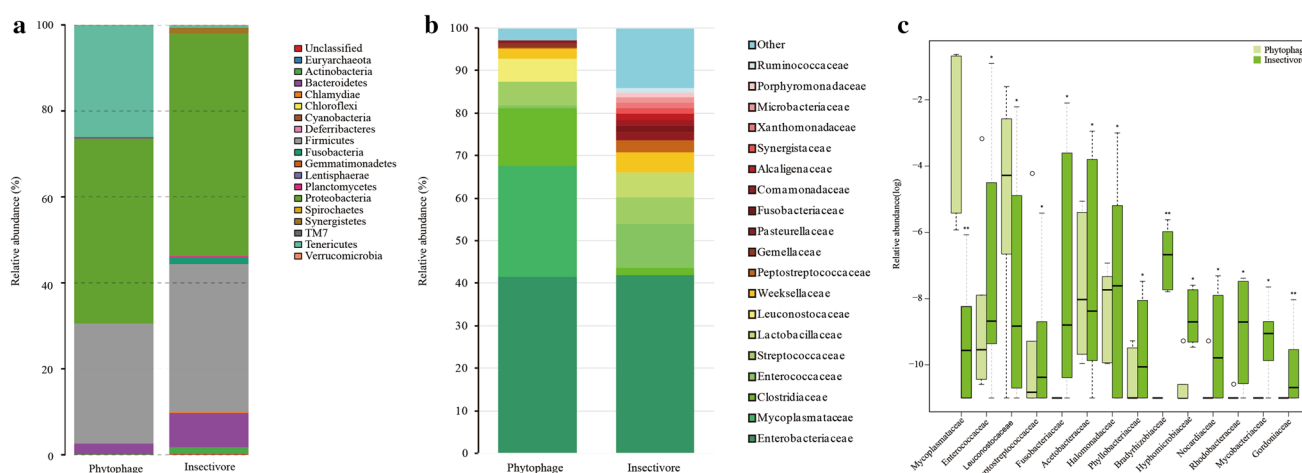 a
100
80
60
40
20
0
Relative abundance (%)
Phytophage
Insectivore
Unclassified
Euryarchaeota
Actinobacteria
Bacteroidetes
Chlamydiae
Chloroflexi
Cyanobacteria
Deferribacteres
Firmicutes
Fusobacteria
Gemmatimonadetes
Lentisphaerae
Planctomycetes
Proteobacteria
Spirochaetes
Synergistetes
TM7
Tenericutes
Verrucomicrobia
b
100
90
80
70
60
50
40
30
20
10
0
Relative abundance (%)
Phytophage
Insectivore
Other
Ruminococcaceae
Porphyromonadaceae
Microbacteriaceae
Xanthomonadaceae
Synergistaceae
Alcaligenaceae
Comamonadaceae
Fusobacteriaceae
Pasturellaceae
Gemellaceae
Peptostreptococcaceae
Weeksellaceae
Leuconostocaceae
Lactobacillaceae
Streptococcaceae
Enterococcaceae
Clostridiaceae
Mycoplasmataceae
Enterobacteriaceae
c
Phytophage
Insectivore
−2
−4
−6
−8
−10
Relative abundance(log)
** * * * * * * * ** * * * * **
Mycoplasmataceae
Enterococcaceae
Leuconostocaceae
Fusobacteriaceae
Acetobacteraceae
Halomonadaceae
Phyllobacteriaceae
Bradyrhizobiaceae
Hyphomicrobiaceae
Nocardiaceae
Rhodobacteraceae
Mycobacteriaceae
Gordoniaceae